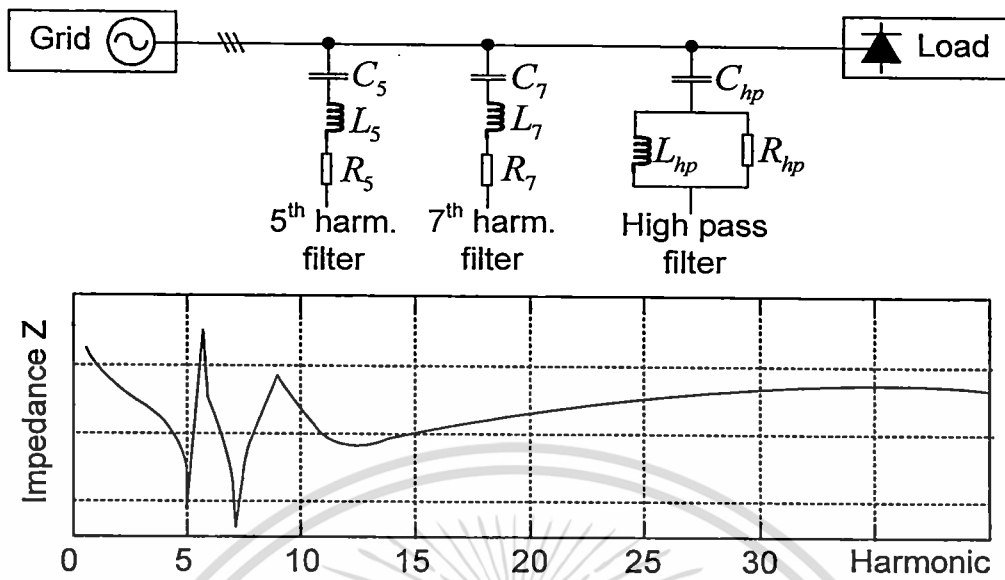 Grid
Load
C5
C7
Chp
L5
L7
Lhp
Rhp
R5
R7
5th harm.
filter
7th harm.
filter
High pass
filter
Impedance Z
0 5 10 15 20 25 30 Harmonic